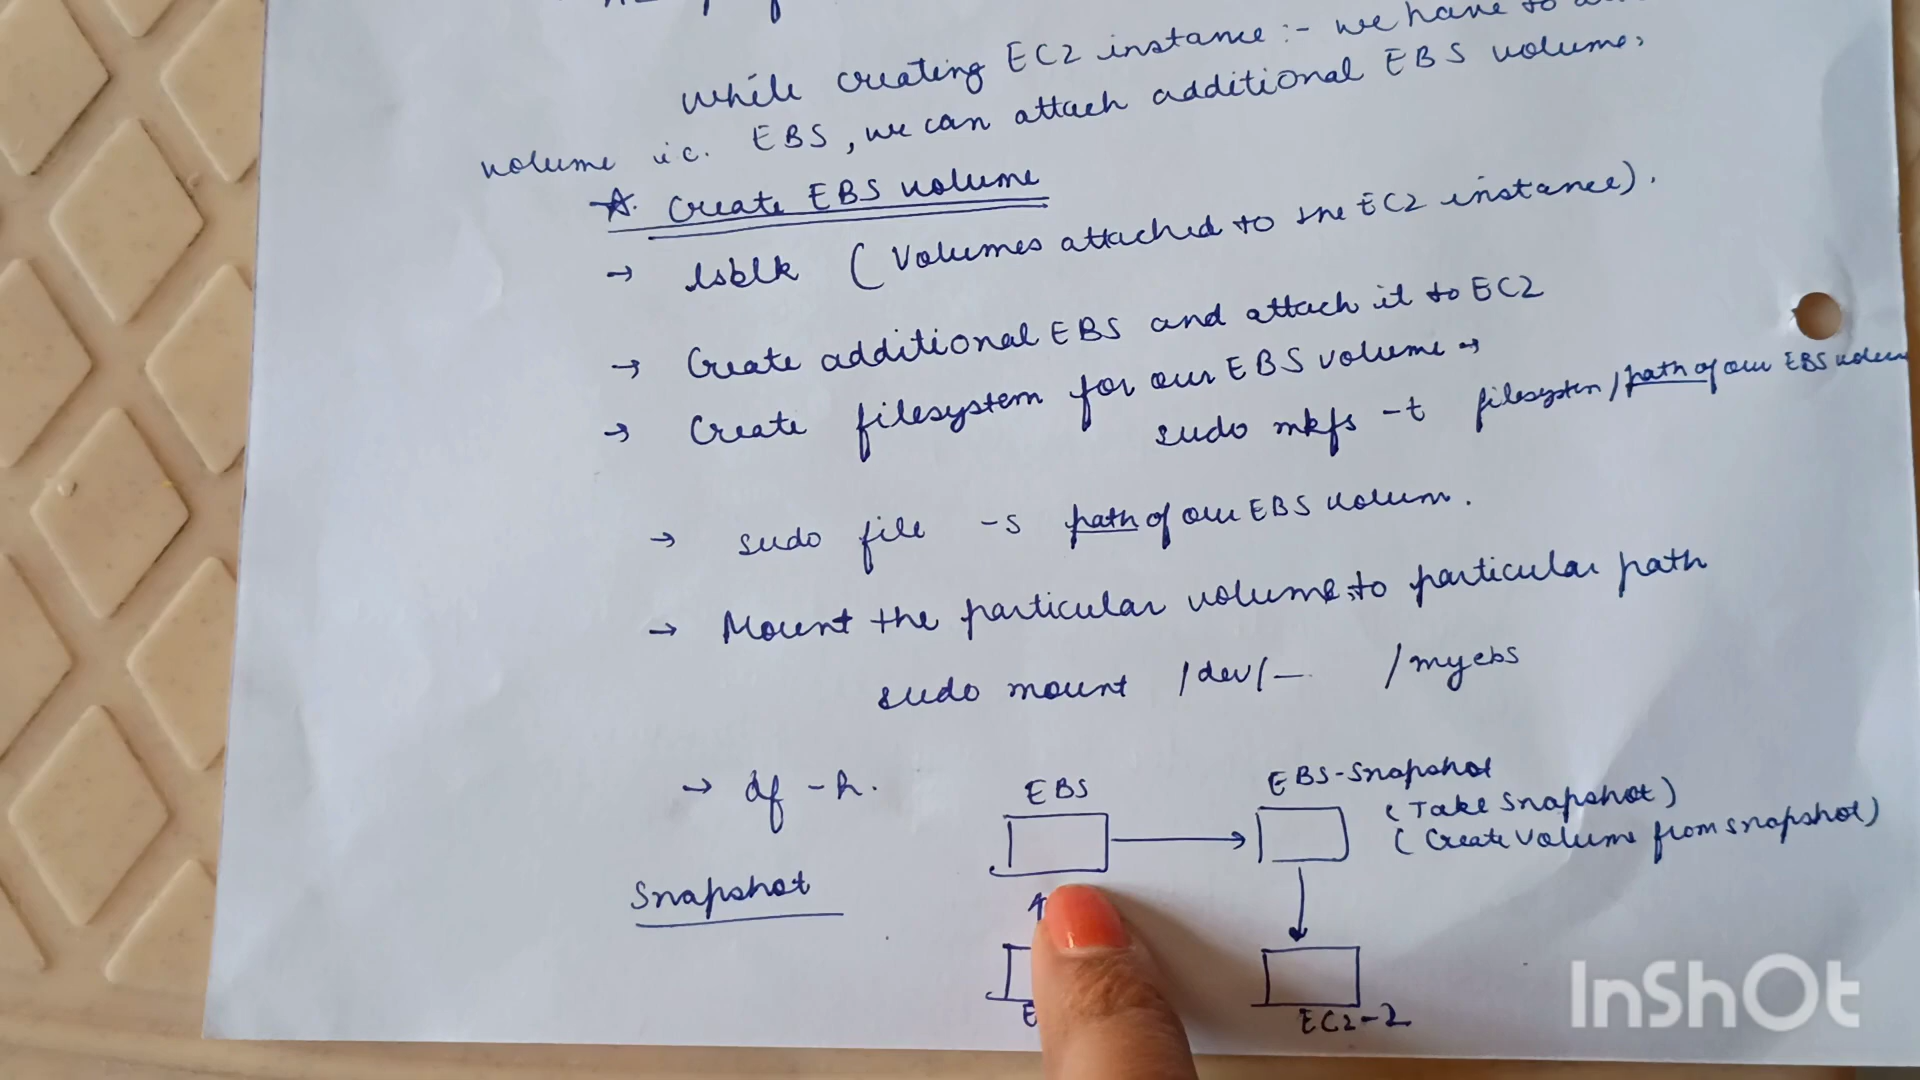 while creating EC2 instance :- we have to
volume i.e. EBS, we can attach additional EBS volume,
☆. Create EBS volume
→ lsblk (Volumes attached to the EC2 instance).
→ Create additional EBS and attach it to EC2
→ Create filesystem for our EBS volume →
sudo mkfs -t filesystem / path of our EBS volum
→ sudo file -s path of our EBS volum.
→ Mount the particular volume to particular path
sudo mount /dev/— /myebs
→ df -h.
EBS
EBS-Snapshot
(Take Snapshot)
(Create Volume from snapshot)
Snapshot
E
EC2-2
InShOt